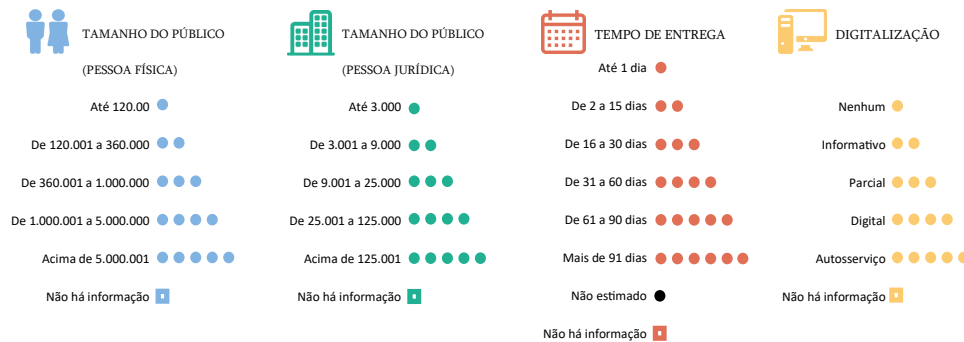 TAMANHO DO PÚBLICO
(PESSOA FÍSICA)
Até 120.00
De 120.001 a 360.000
De 360.001 a 1.000.000
De 1.000.001 a 5.000.000
Acima de 5.000.001
Não há informação
TAMANHO DO PÚBLICO
(PESSOA JURÍDICA)
Até 3.000
De 3.001 a 9.000
De 9.001 a 25.000
De 25.001 a 125.000
Acima de 125.001
Não há informação
TEMPO DE ENTREGA
Até 1 dia
De 2 a 15 dias
De 16 a 30 dias
De 31 a 60 dias
De 61 a 90 dias
Mais de 91 dias
Não estimado
Não há informação
DIGITALIZAÇÃO
Nenhum
Informativo
Parcial
Digital
Autosserviço
Não há informação